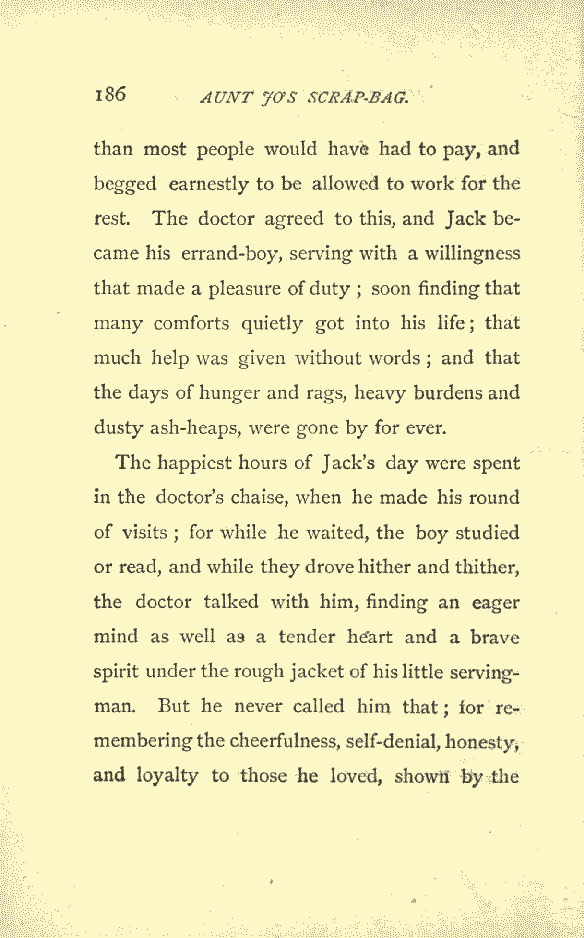 186 AUNT JO'S SCRAP-BAG.
than most people would have had to pay, and
begged earnestly to be allowed to work for the
rest. The doctor agreed to this, and Jack be-
came his errand-boy, serving with a willingness
that made a pleasure of duty ; soon finding that
many comforts quietly got into his life ; that
much help was given without words ; and that
the days of hunger and rags, heavy burdens and
dusty ash-heaps, were gone by for ever.
The happiest hours of Jack's day were spent
in the doctor's chaise, when he made his round
of visits ; for while he waited, the boy studied
or read, and while they drove hither and thither,
the doctor talked with him, finding an eager
mind as well as a tender heart and a brave
spirit under the rough jacket of his little serving-
man. But he never called him that ; for re-
membering the cheerfulness, self-denial, honesty,
and loyalty to those he loved, shown by the